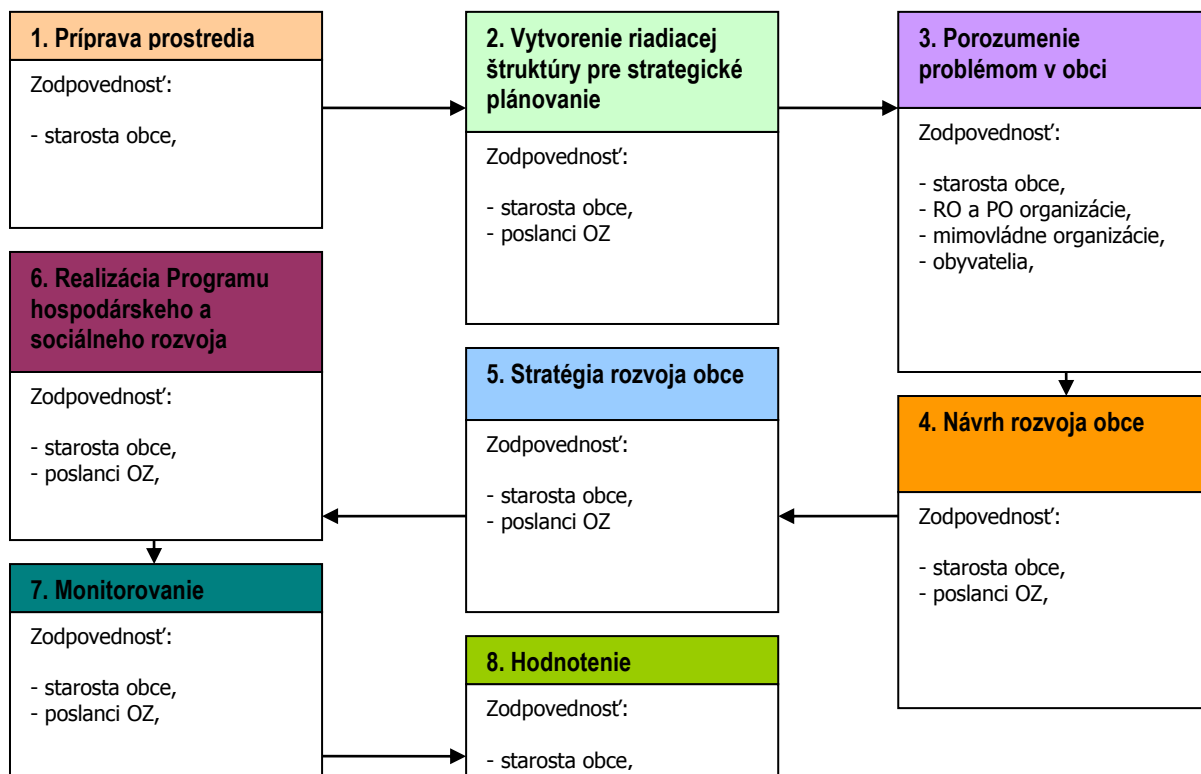 1. Príprava prostredia
Zodpovednosť:
- starosta obce,
2. Vytvorenie riadiacej
štruktúry pre strategické
plánovanie
Zodpovednosť:
- starosta obce,
- poslanci OZ
3. Porozumenie
problémom v obci
Zodpovednosť:
- starosta obce,
- RO a PO organizácie,
- mimovládne organizácie,
- obyvatelia,
4. Návrh rozvoja obce
Zodpovednosť:
- starosta obce,
- poslanci OZ,
5. Stratégia rozvoja obce
Zodpovednosť:
- starosta obce,
- poslanci OZ
6. Realizácia Programu
hospodárskeho a
sociálneho rozvoja
Zodpovednosť:
- starosta obce,
- poslanci OZ,
7. Monitorovanie
Zodpovednosť:
- starosta obce,
- poslanci OZ,
8. Hodnotenie
Zodpovednosť:
- starosta obce,